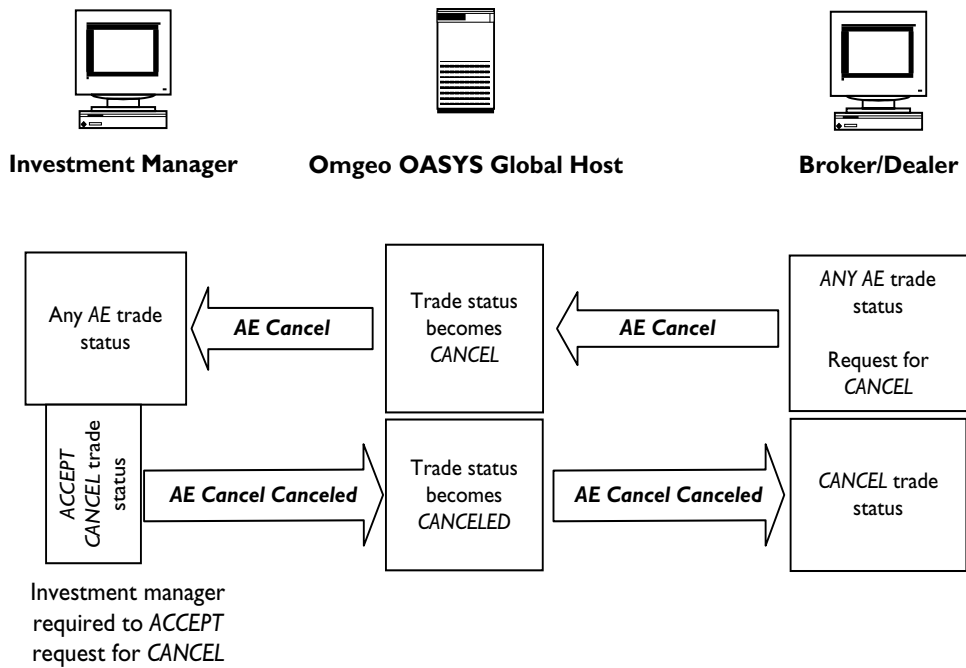 Investment Manager
Omgeo OASYS Global Host
Broker/Dealer
Any AE trade
status
AE Cancel
Trade status
becomes
CANCEL
AE Cancel
ANY AE trade
status
Request for
CANCEL
ACCEPT
CANCEL trade
status
AE Cancel Canceled
Trade status
becomes
CANCELED
AE Cancel Canceled
CANCEL trade
status
Investment manager
required to ACCEPT
request for CANCEL